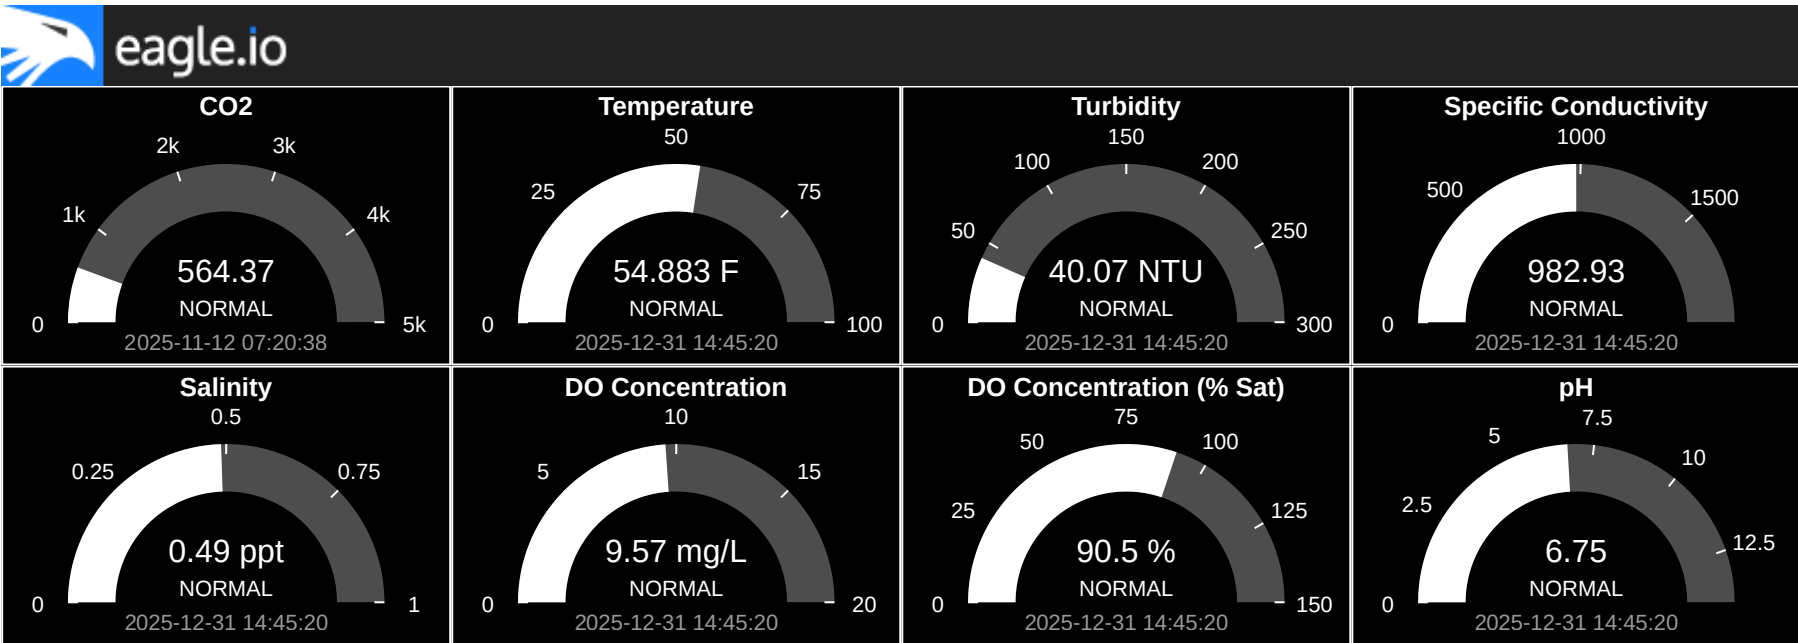 eagle.io
CO2
2k 3k
1k 4k
564.37
NORMAL
0 5k
2025-11-12 07:20:38
Temperature
50
25 75
54.883 F
NORMAL
0 100
2025-12-31 14:45:20
Turbidity
150
100 200
50 250
40.07 NTU
NORMAL
0 300
2025-12-31 14:45:20
Specific Conductivity
1000
500 1500
982.93
NORMAL
0
2025-12-31 14:45:20
Salinity
0.5
0.25 0.75
0.49 ppt
NORMAL
0 1
2025-12-31 14:45:20
DO Concentration
10
5 15
9.57 mg/L
NORMAL
0 20
2025-12-31 14:45:20
DO Concentration (% Sat)
75
50 100
25 125
90.5 %
NORMAL
0 150
2025-12-31 14:45:20
pH
7.5
5 10
2.5 12.5
6.75
NORMAL
0
2025-12-31 14:45:20